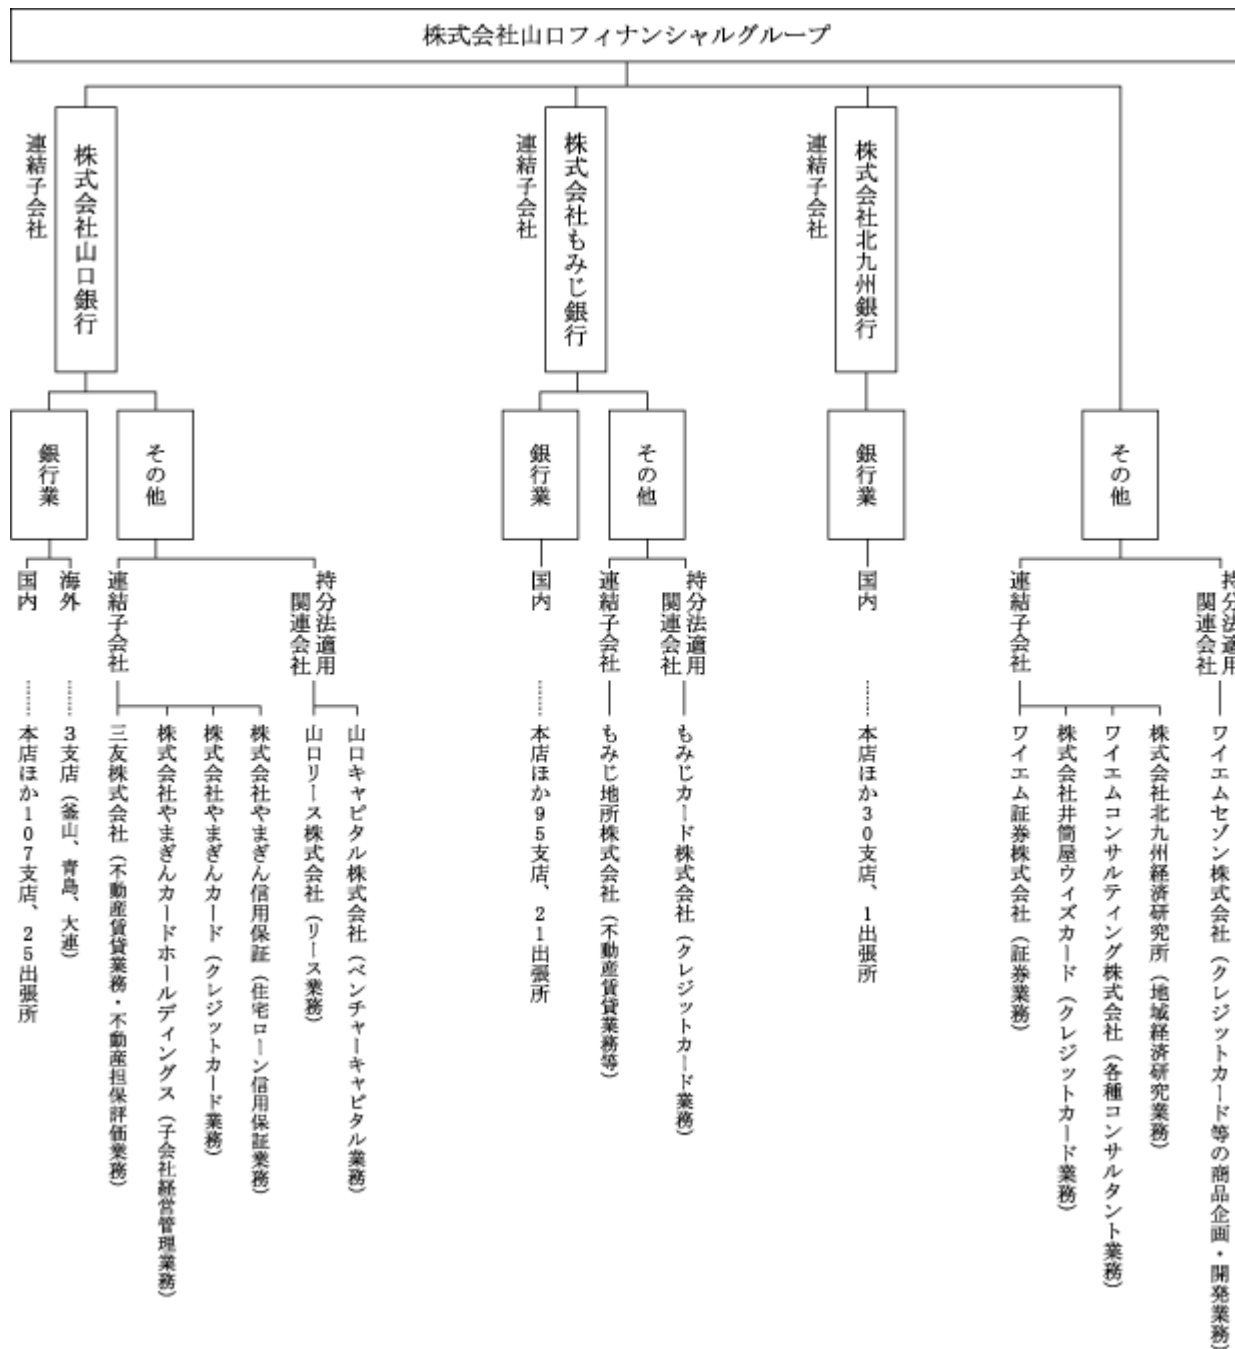 株式会社山口フィナンシャルグループ
連結子会社
株式会社山口銀行
銀行業
国内
本店ほか107支店、25出張所
海外
3支店（釜山、青島、大連）
その他
連結子会社
三友株式会社（不動産賃貸業務・不動産担保評価業務）
株式会社やまぎんカードホールディングス（子会社経営管理業務）
株式会社やまぎんカード（クレジットカード業務）
株式会社やまぎん信用保証（住宅ローン信用保証業務）
持分法適用
関連会社
山口リース株式会社（リース業務）
山口キャピタル株式会社（ベンチャーキャピタル業務）
連結子会社
株式会社もみじ銀行
銀行業
国内
本店ほか95支店、21出張所
その他
連結子会社
もみじ地所株式会社（不動産賃貸業務等）
持分法適用
関連会社
もみじカード株式会社（クレジットカード業務）
連結子会社
株式会社北九州銀行
銀行業
国内
本店ほか30支店、1出張所
その他
連結子会社
ワイエム証券株式会社（証券業務）
株式会社井筒屋ウィズカード（クレジットカード業務）
ワイエムコンサルティング株式会社（各種コンサルタント業務）
株式会社北九州経済研究所（地域経済研究業務）
持分法適用
関連会社
ワイエムセゾン株式会社（クレジットカード等の商品企画・開発業務）